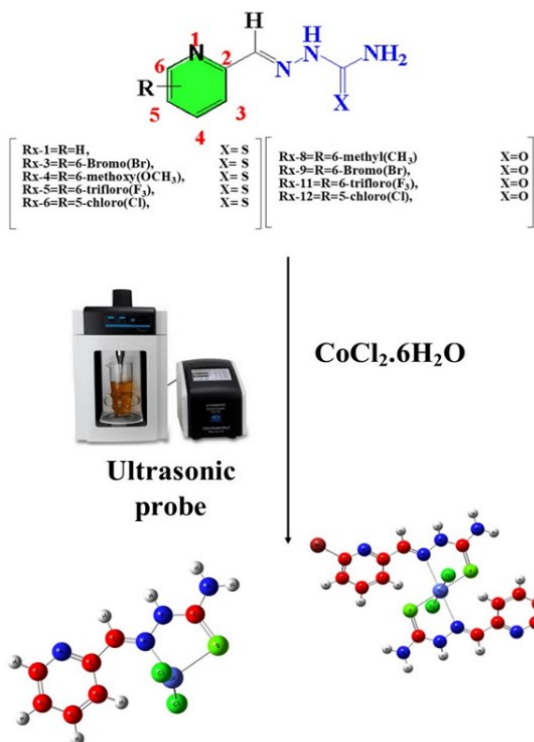 H
N
1
2
3
4
5
6
R
N
NH
NH₂
X
Rx-1=R=H, X= S
Rx-3=R=6-Bromo(Br), X= S
Rx-4=R=6-methoxy(OCH₃), X= S
Rx-5=R=6-trifloro(F₃) X= S
Rx-6=R=5-chloro(Cl), X= S
Rx-8=R=6-methyl(CH₃) X=O
Rx-9=R=6-Bromo(Br), X=O
Rx-11=R=6-trifloro(F₃) X=O
Rx-12=R=5-chloro(Cl), X=O
CoCl₂.6H₂O
Ultrasonic
probe